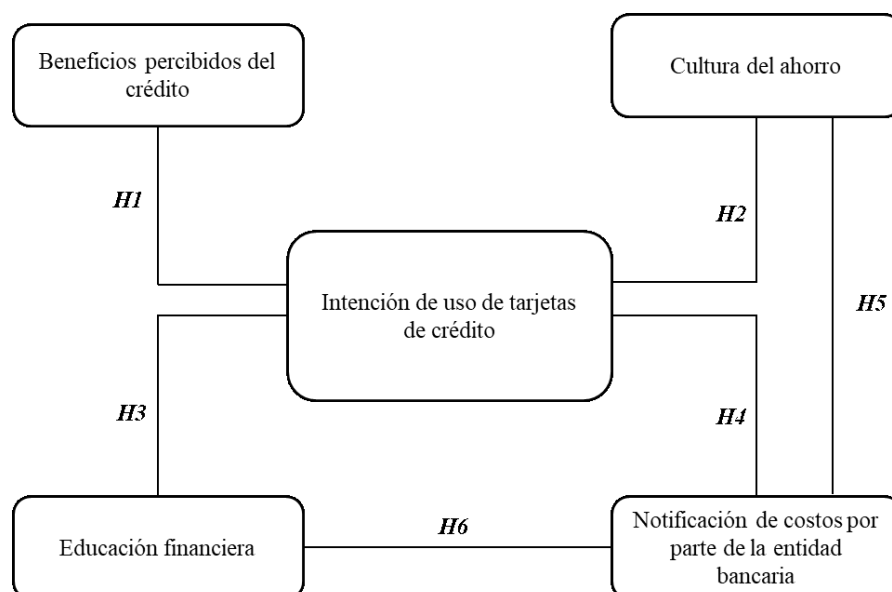 Beneficios percibidos del
crédito
Cultura del ahorro
H1
H2
Intención de uso de tarjetas
de crédito
H5
H3
H4
Educación financiera
H6
Notificación de costos por
parte de la entidad
bancaria